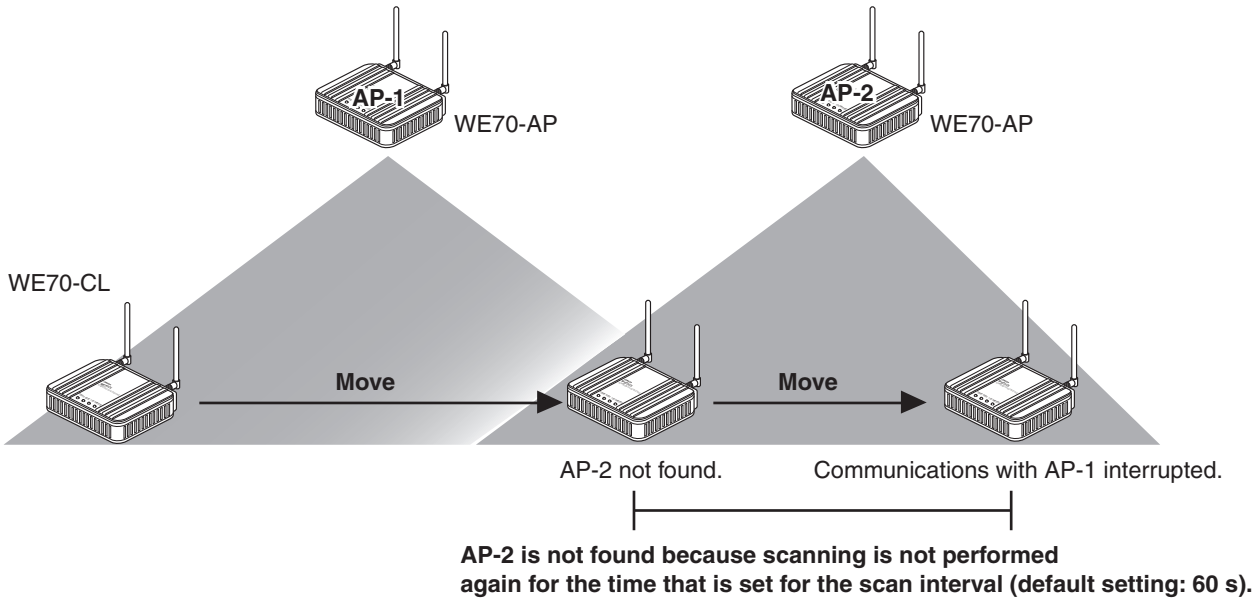 AP-1
WE70-AP
AP-2
WE70-AP
WE70-CL
Move
Move
AP-2 not found.
Communications with AP-1 interrupted.
AP-2 is not found because scanning is not performed
again for the time that is set for the scan interval (default setting: 60 s).